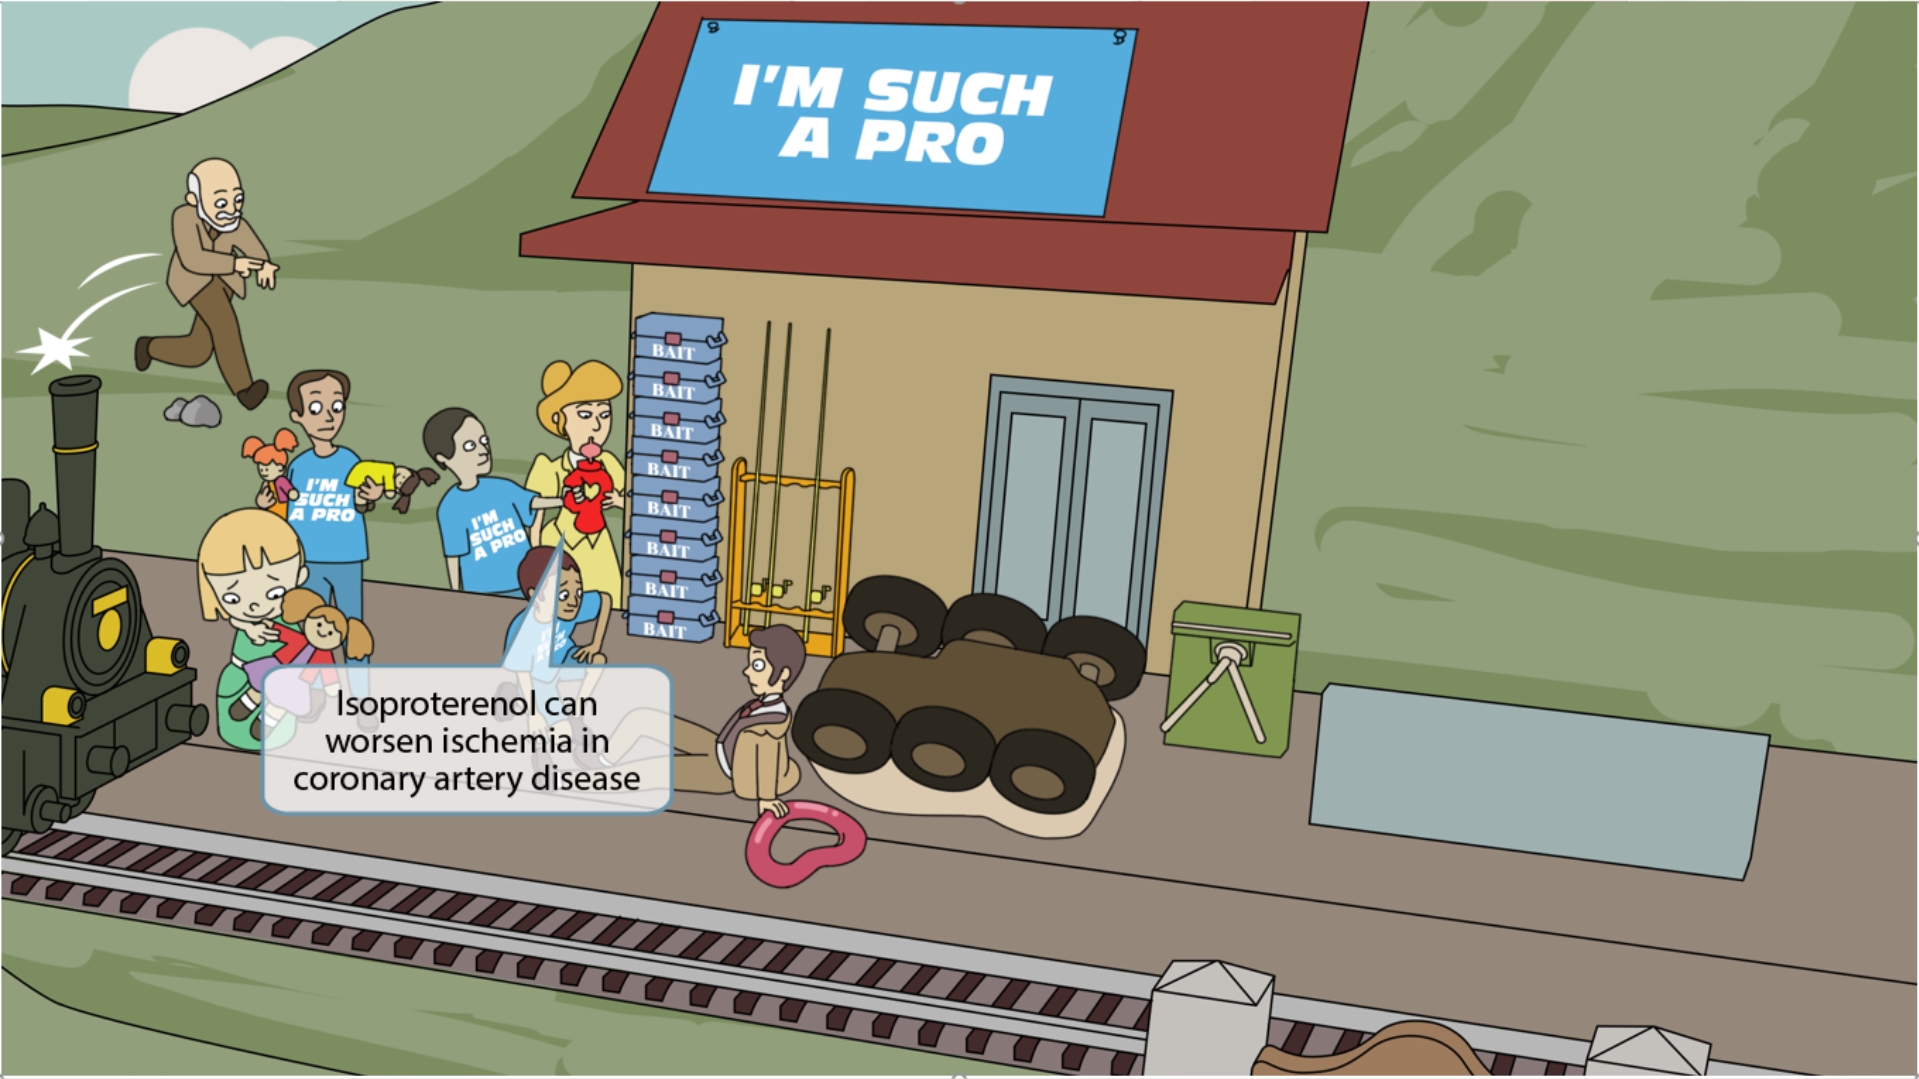 I'M SUCH
A PRO
BAIT
BAIT
BAIT
BAIT
BAIT
BAIT
BAIT
BAIT
I'M
SUCH
A PRO
I'M
SUCH
A PRO
Isoproterenol can
worsen ischemia in
coronary artery disease